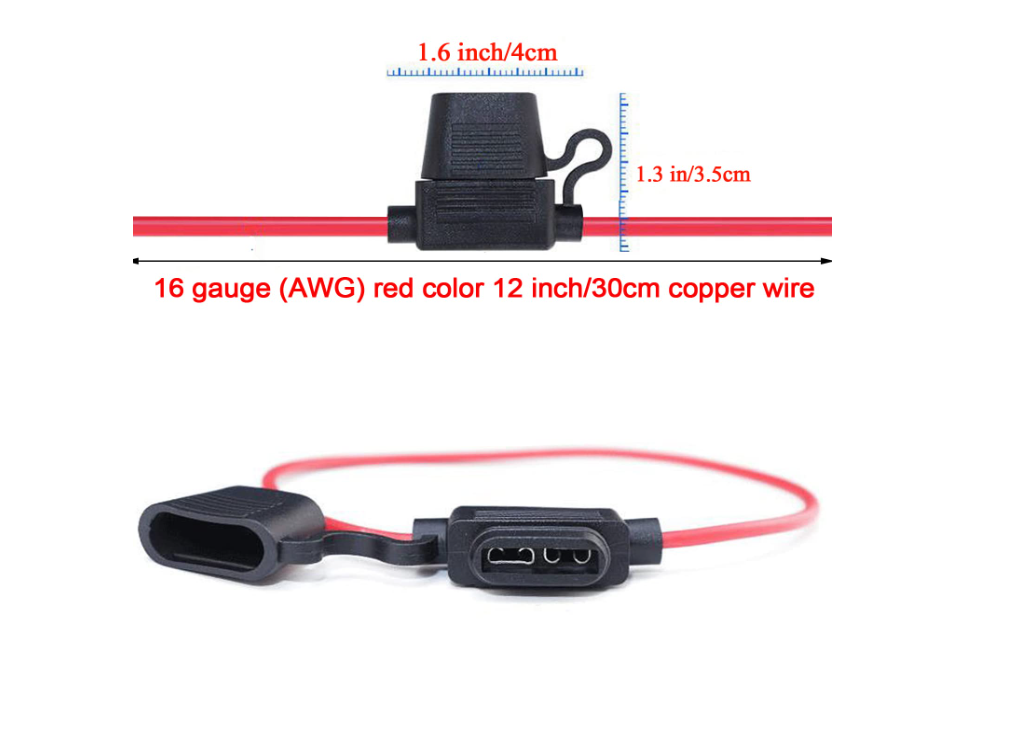 1.6 inch/4cm
1.3 in/3.5cm
16 gauge (AWG) red color 12 inch/30cm copper wire